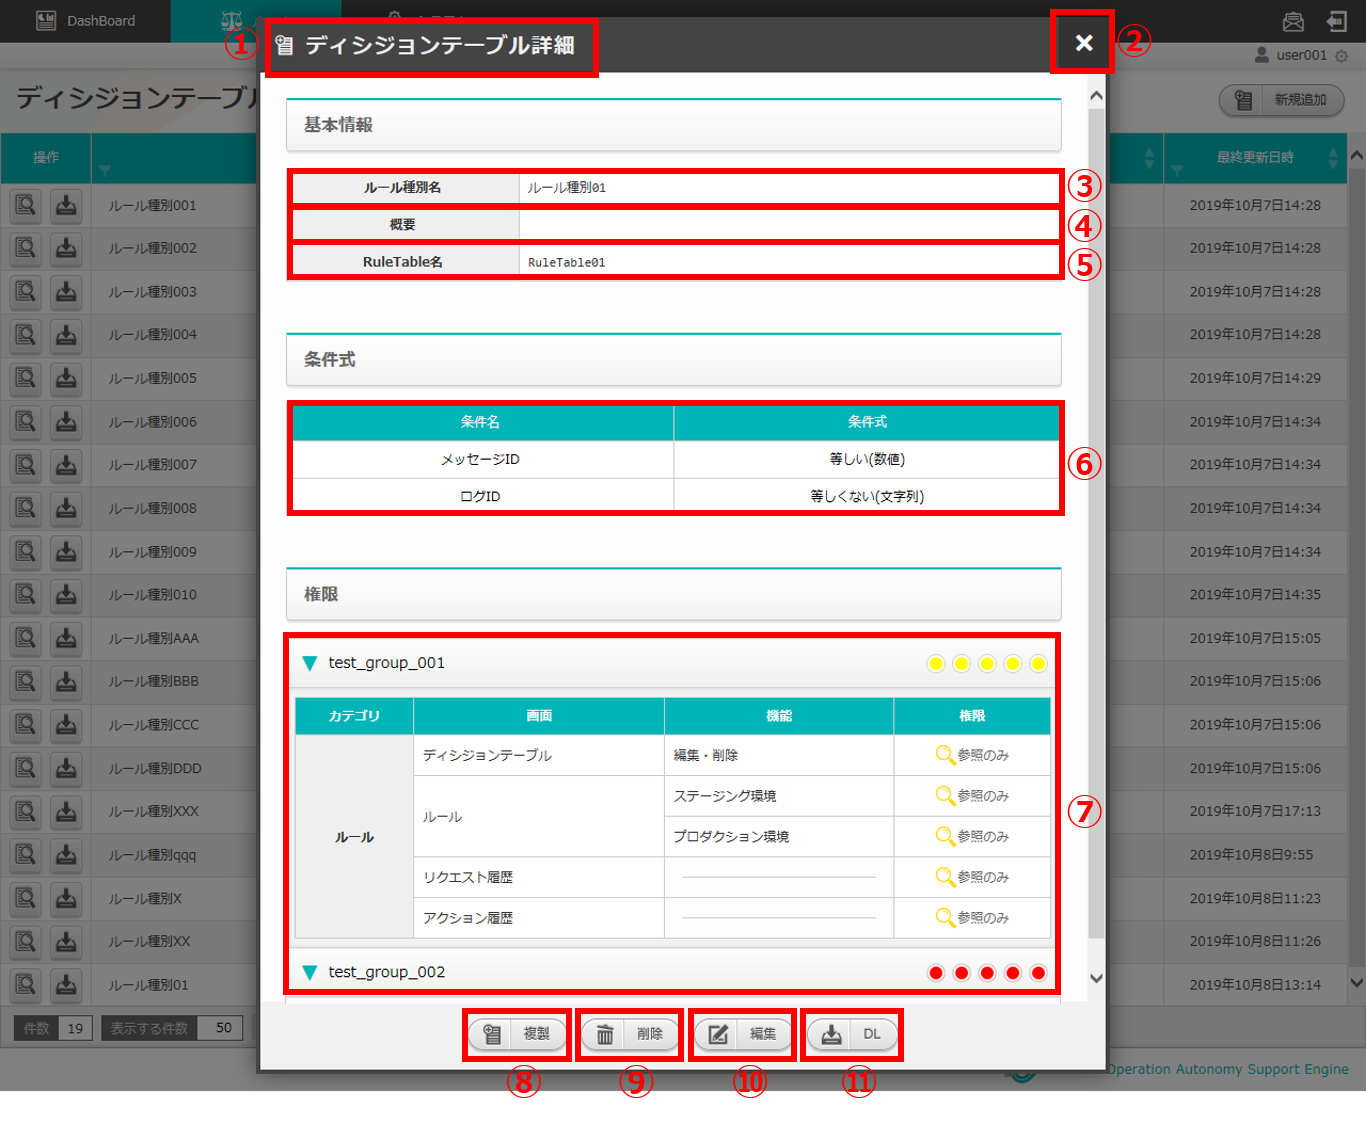 DashBoard
user001
① ディシジョンテーブル詳細 ②
ディシジョンテーブル
新規追加
操作
最終更新日時
ルール種別001
2019年10月7日14:28
ルール種別002
2019年10月7日14:28
ルール種別003
2019年10月7日14:28
ルール種別004
2019年10月7日14:28
ルール種別005
2019年10月7日14:29
ルール種別006
2019年10月7日14:34
ルール種別007
2019年10月7日14:34
ルール種別008
2019年10月7日14:34
ルール種別009
2019年10月7日14:34
ルール種別010
2019年10月7日14:35
ルール種別AAA
2019年10月7日15:05
ルール種別BBB
2019年10月7日15:06
ルール種別CCC
2019年10月7日15:06
ルール種別DDD
2019年10月7日15:06
ルール種別XXX
2019年10月7日17:13
ルール種別qqq
2019年10月8日9:55
ルール種別X
2019年10月8日11:23
ルール種別XX
2019年10月8日11:26
ルール種別01
2019年10月8日13:14
件数 19 表示する件数 50
基本情報
ルール種別名 ルール種別01 ③
概要 ④
RuleTable名 RuleTable01 ⑤
条件式
条件名 条件式
メッセージID 等しい(数値) ⑥
ログID 等しくない(文字列)
権限
test_group_001
カテゴリ 画面 機能 権限
ディシジョンテーブル 編集・削除 参照のみ
ルール ステージング環境 参照のみ ⑦
ルール プロダクション環境 参照のみ
リクエスト履歴 参照のみ
アクション履歴 参照のみ
test_group_002
複製 削除 編集 DL
⑧ ⑨ ⑩ ⑪
Operation Autonomy Support Engine